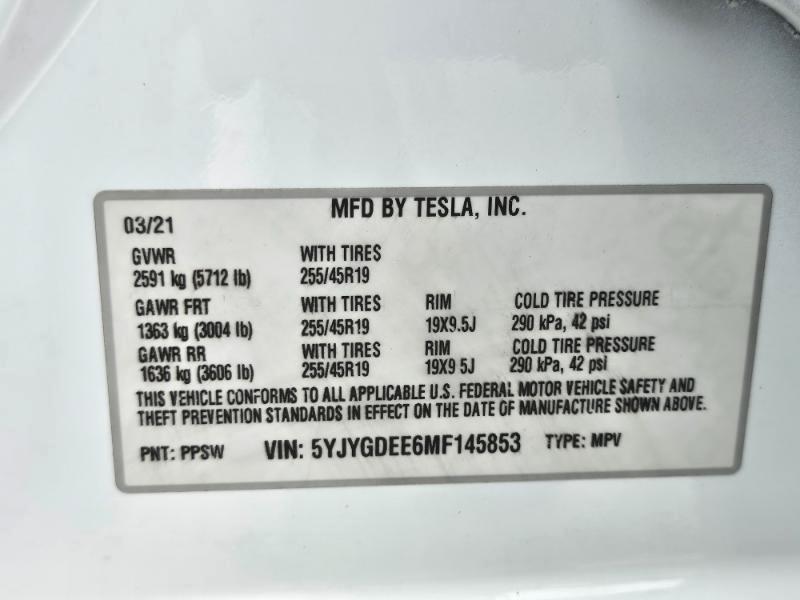 MFD BY TESLA, INC.
03/21
GVWR WITH TIRES
2591 kg (5712 lb) 255/45R19
GAWR FRT WITH TIRES RIM COLD TIRE PRESSURE
1363 kg (3004 lb) 255/45R19 19X9.5J 290 kPa, 42 psi
GAWR RR WITH TIRES RIM COLD TIRE PRESSURE
1636 kg (3606 lb) 255/45R19 19X9 5J 290 kPa, 42 psi
THIS VEHICLE CONFORMS TO ALL APPLICABLE U.S. FEDERAL MOTOR VEHICLE SAFETY AND
THEFT PREVENTION STANDARDS IN EFFECT ON THE DATE OF MANUFACTURE SHOWN ABOVE.
PNT: PPSW VIN: 5YJYGDEE6MF145853 TYPE: MPV